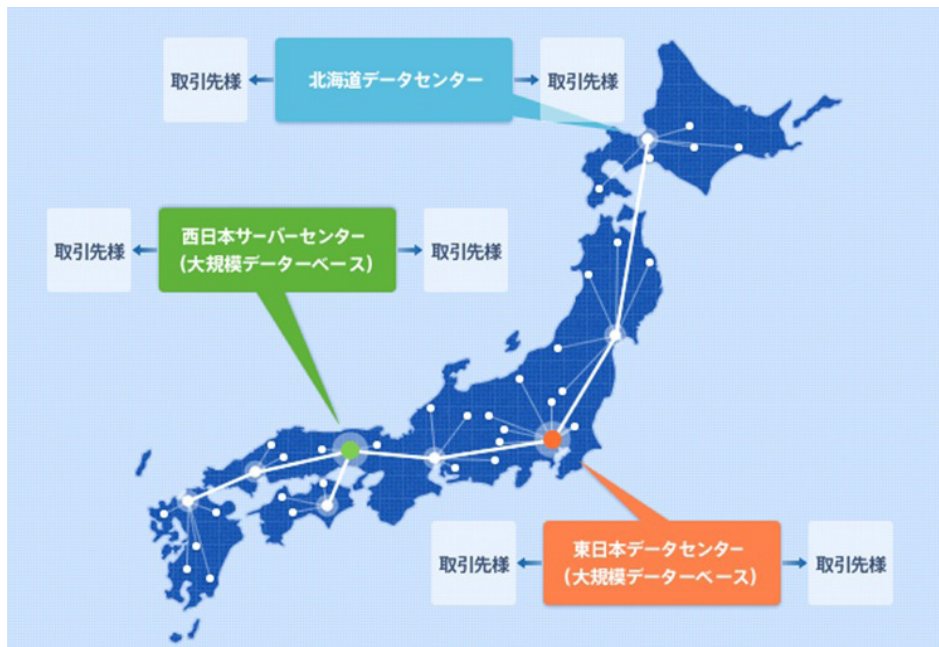 取引先様
北海道データセンター
取引先様
取引先様
西日本サーバーセンター
（大規模データーベース）
取引先様
取引先様
東日本データセンター
（大規模データーベース）
取引先様